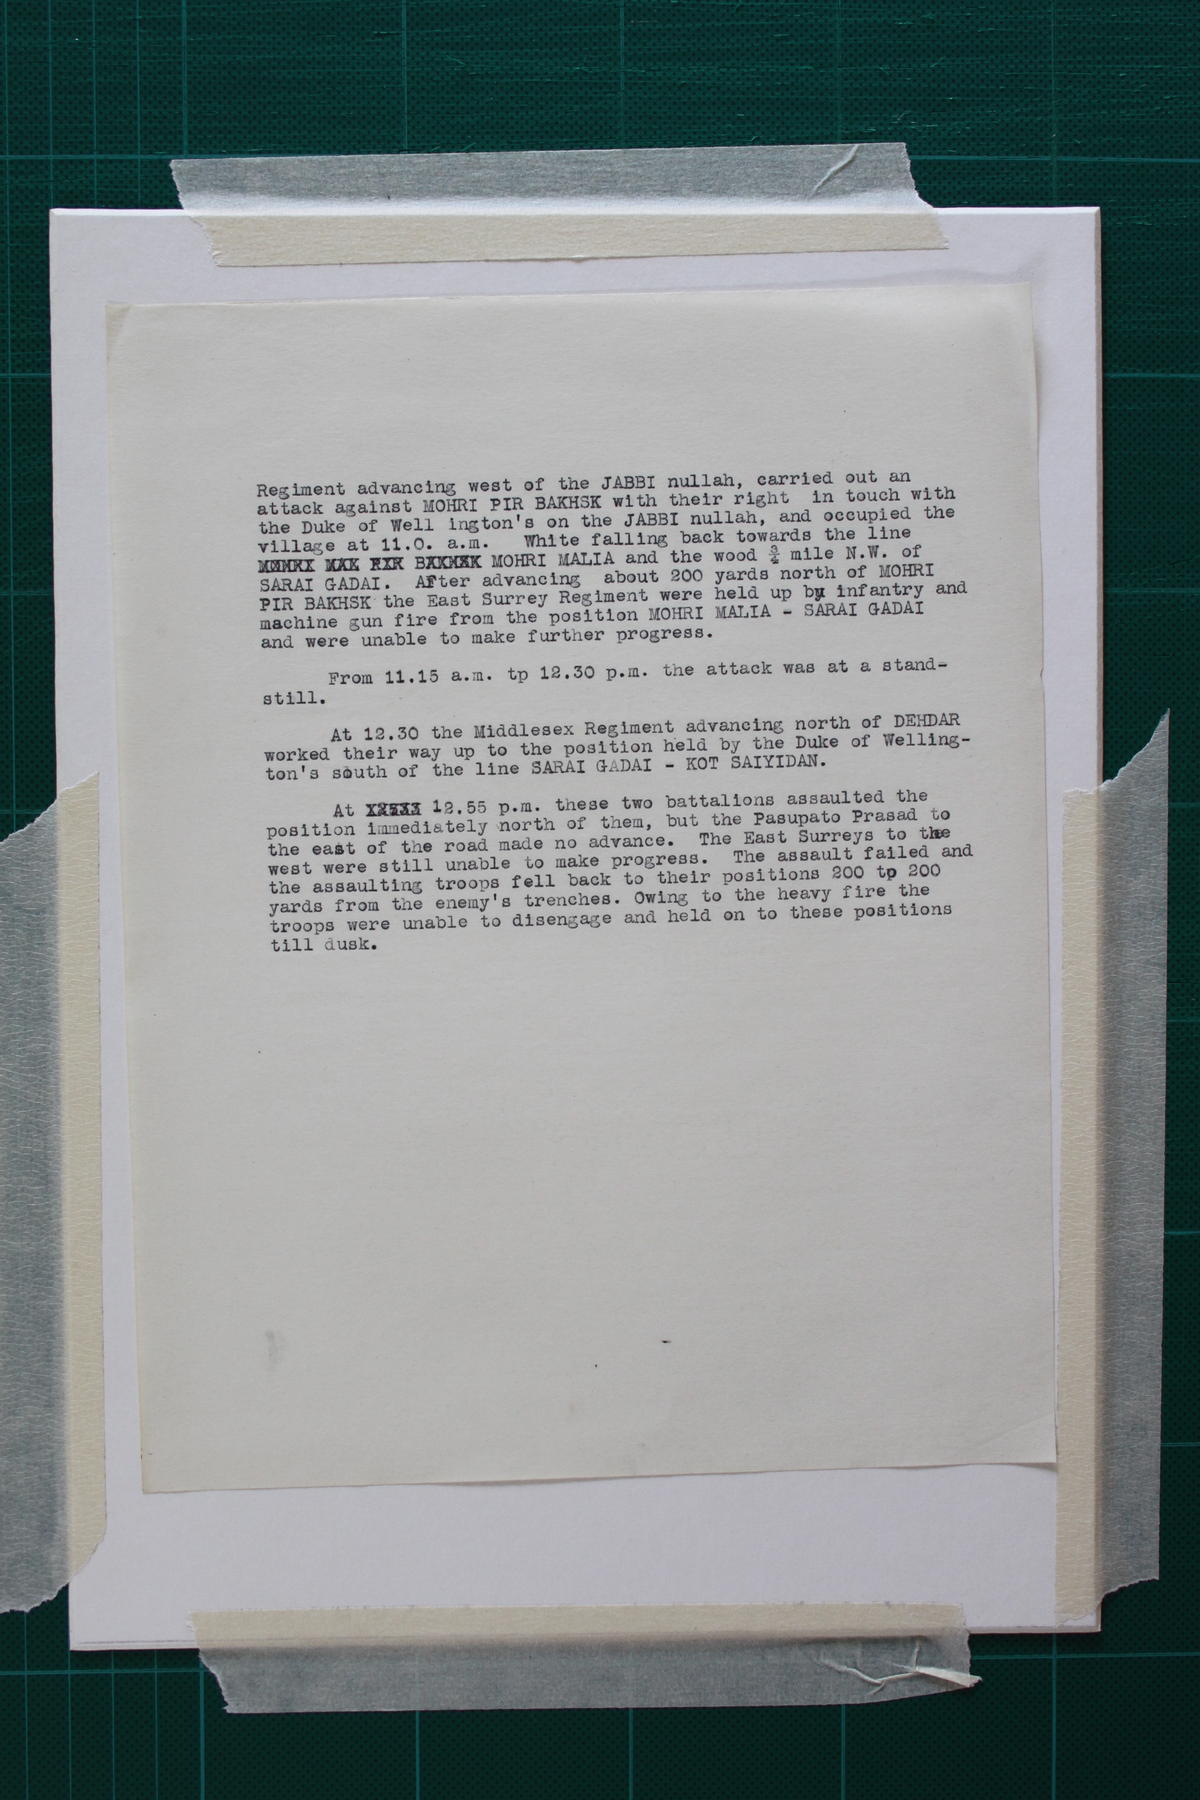 Regiment advancing west of the JABBI nullah, carried out an
attack against MOHRI PIR BAKHSK with their right  in touch with
the Duke of Well ington's on the JABBI nullah, and occupied the
village at 11.0. a.m.   White falling back towards the line
MOHRI MALIA and the wood ¾ mile N.W. of
SARAI GADAI.  After advancing  about 200 yards north of MOHRI
PIR BAKHSK the East Surrey Regiment were held up by infantry and
machine gun fire from the position MOHRI MALIA - SARAI GADAI
and were unable to make further progress.
From 11.15 a.m. tp 12.30 p.m. the attack was at a stand-
still.
At 12.30 the Middlesex Regiment advancing north of DEHDAR
worked their way up to the position held by the Duke of Welling-
ton's south of the line SARAI GADAI - KOT SAIYIDAN.
At 12.55 p.m. these two battalions assaulted the
position immediately north of them, but the Pasupato Prasad to
the east of the road made no advance.  The East Surreys to the
west were still unable to make progress.  The assault failed and
the assaulting troops fell back to their positions 200 to 200
yards from the enemy's trenches. Owing to the heavy fire the
troops were unable to disengage and held on to these positions
till dusk.